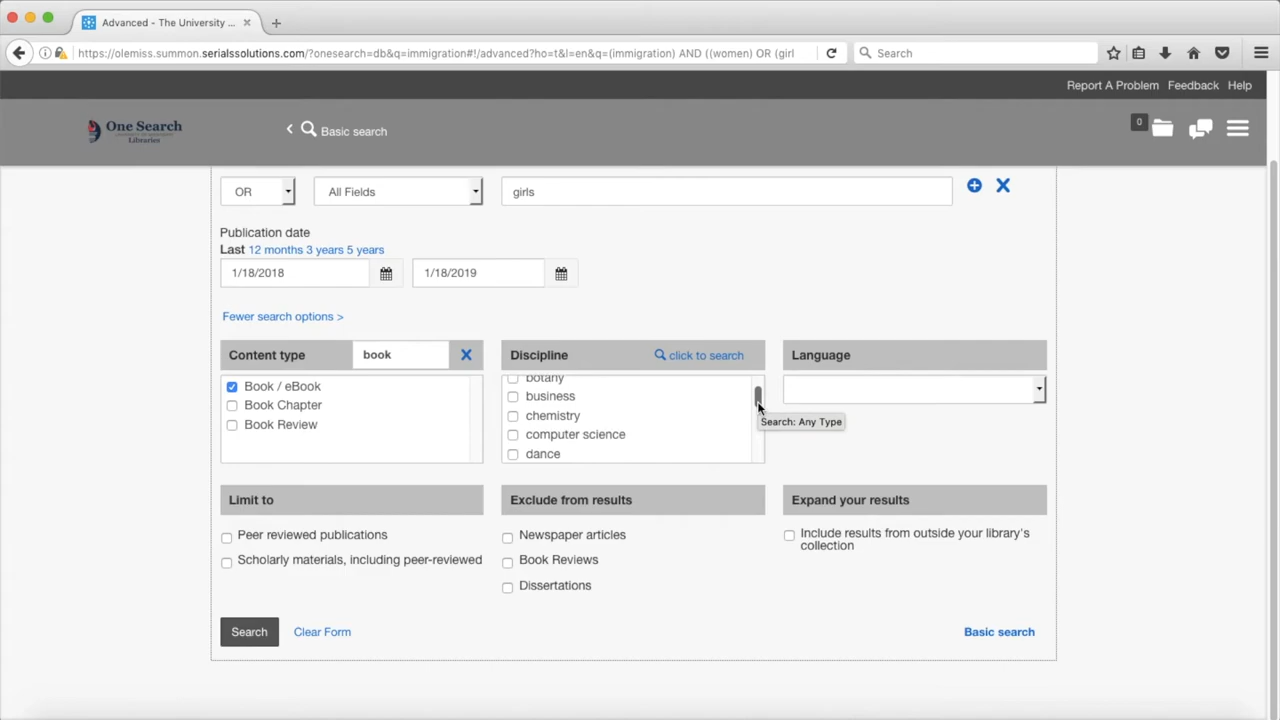 Advanced - The University ...
https://olemiss.summon.serialssolutions.com/?onesearch=db&q=immigration#!/advanced?ho=t&l=en&q=(immigration) AND ((women) OR (girl
Search
Report A Problem Feedback Help
One Search
Libraries
Basic search
0
OR
All Fields
girls
Publication date
Last 12 months 3 years 5 years
1/18/2018
1/18/2019
Fewer search options >
Content type
book
Discipline
click to search
Language
Book / eBook
Book Chapter
Book Review
botany
business
chemistry
computer science
dance
Search: Any Type
Limit to
Exclude from results
Expand your results
Peer reviewed publications
Scholarly materials, including peer-reviewed
Newspaper articles
Book Reviews
Dissertations
Include results from outside your library's
collection
Search
Clear Form
Basic search